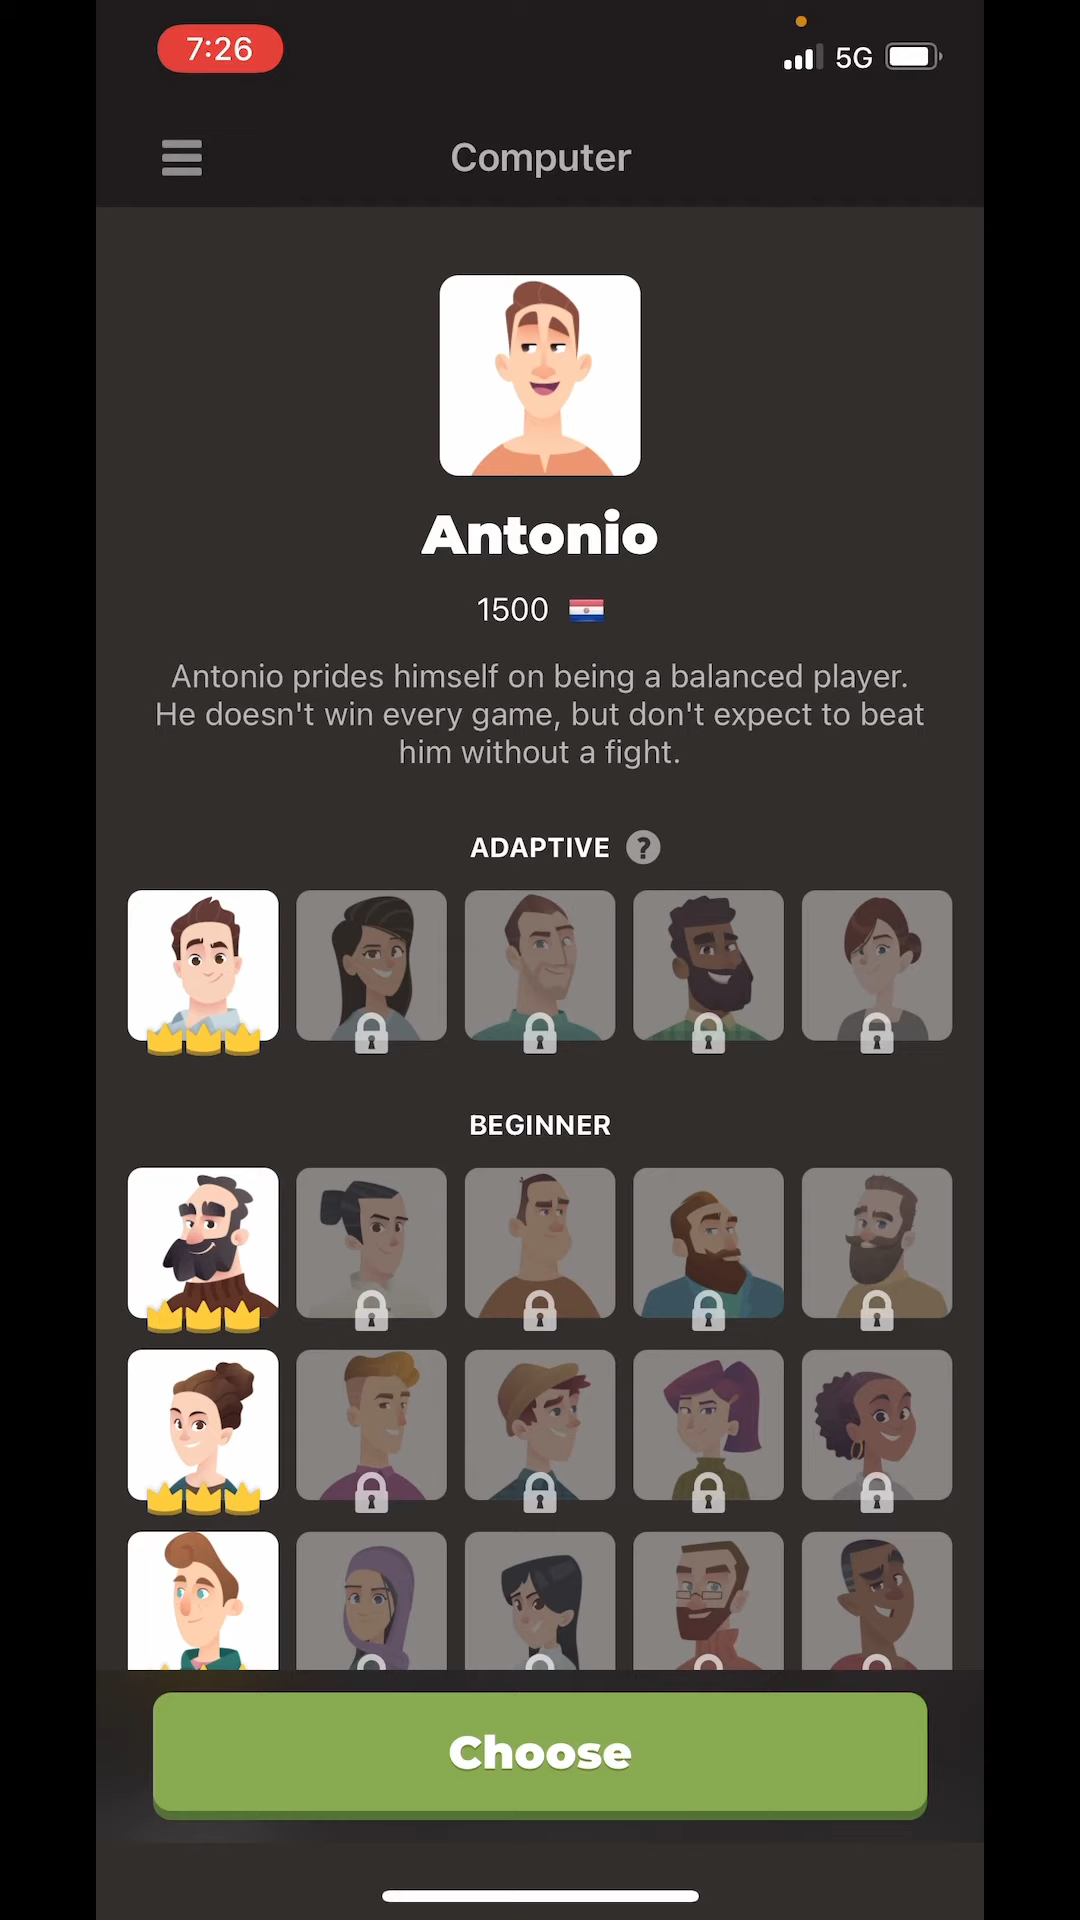 7:26
5G
Computer
Antonio
1500
Antonio prides himself on being a balanced player.
He doesn't win every game, but don't expect to beat
him without a fight.
ADAPTIVE ?
BEGINNER
Choose